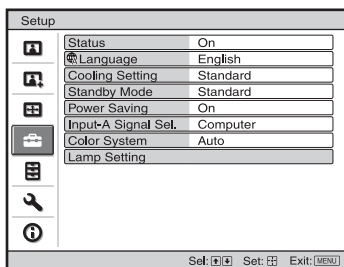 Setup
Status On
Language English
Cooling Setting Standard
Standby Mode Standard
Power Saving On
Input-A Signal Sel. Computer
Color System Auto
Lamp Setting
Sel: Set: Exit: MENU